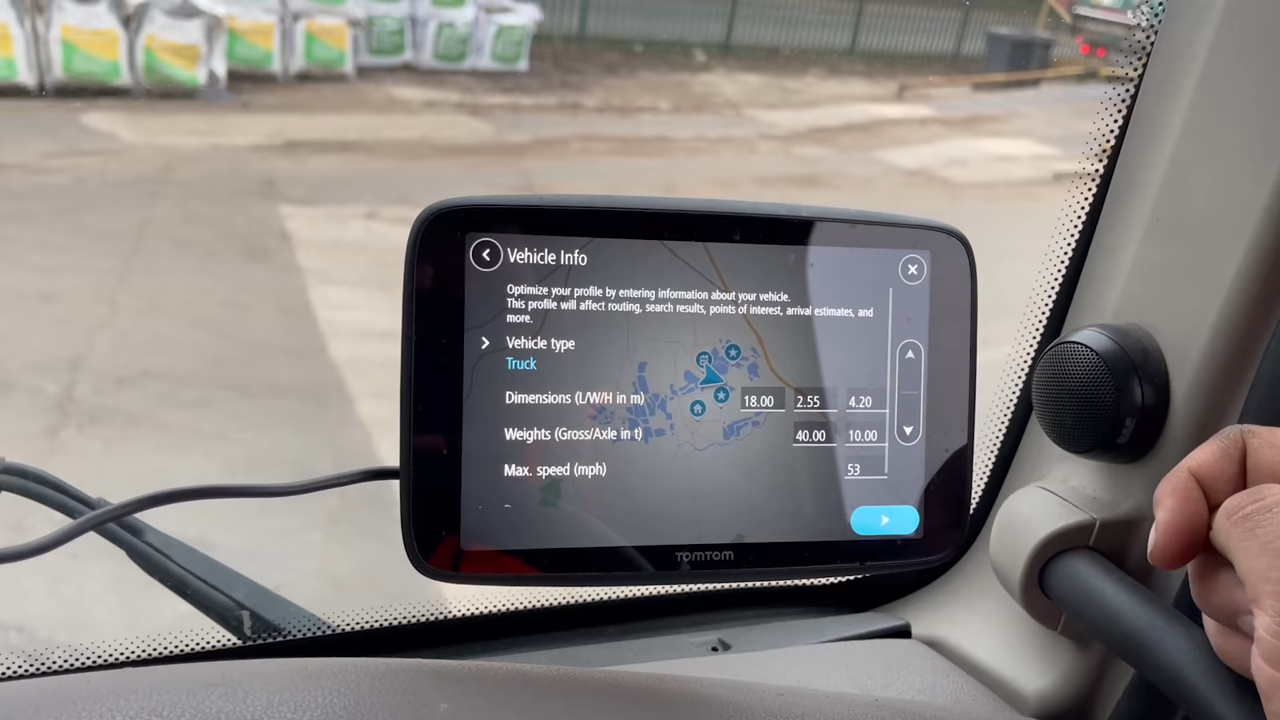 Vehicle Info
Optimize your profile by entering information about your vehicle.
This profile will affect routing, search results, points of interest, arrival estimates, and
more.
Vehicle type
Truck
Dimensions (L/W/H in m) 18.00 2.55 4.20
Weights (Gross/Axle in t) 40.00 10.00
Max. speed (mph) 53
TOMTOM